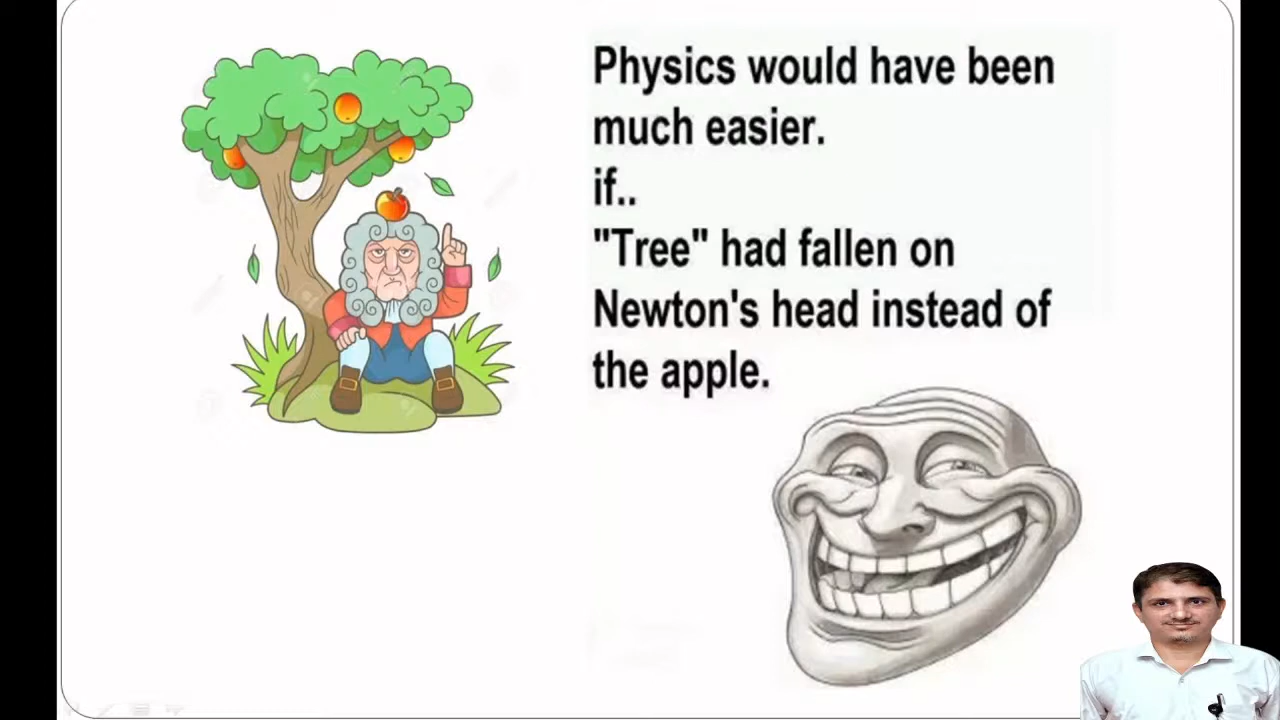 Physics would have been
much easier.
if..
"Tree" had fallen on
Newton's head instead of
the apple.